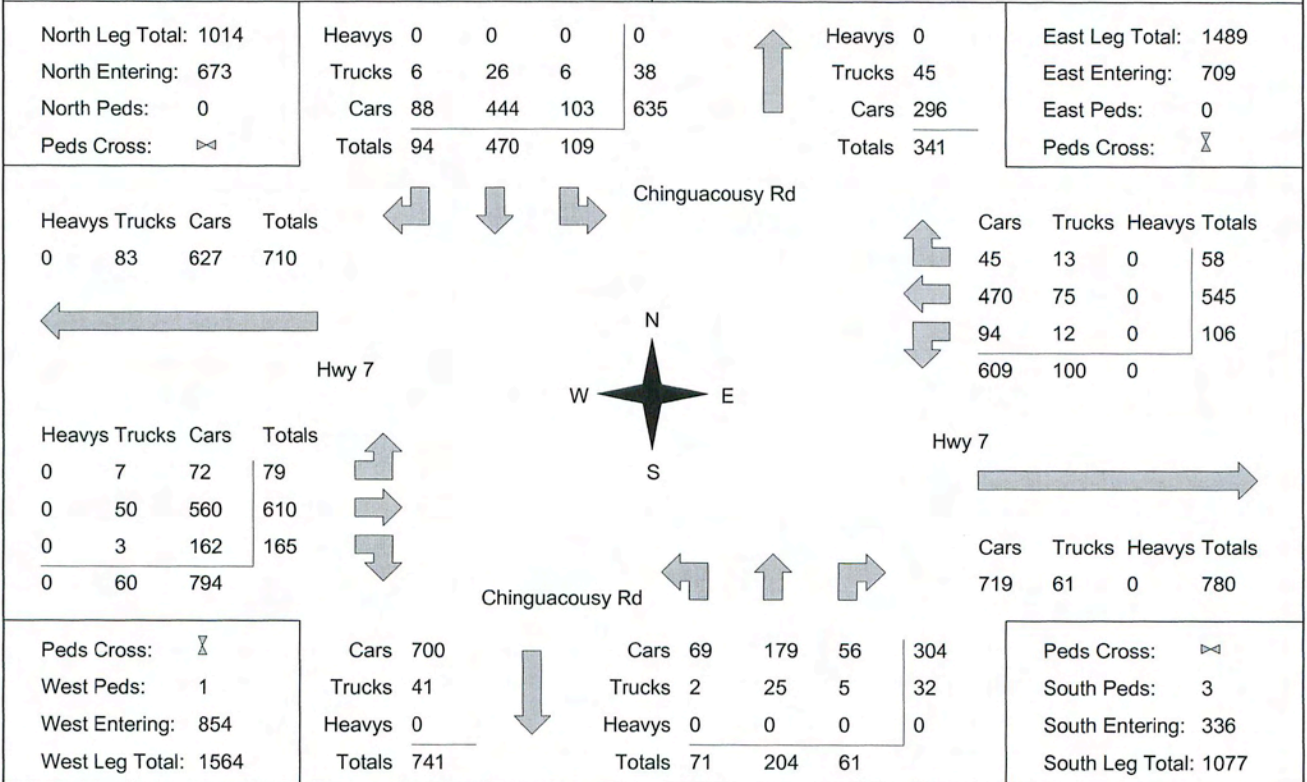 North Leg Total: 1014
North Entering: 673
North Peds: 0
Peds Cross:
Heavys 0 0 0 0
Trucks 6 26 6 38
Cars 88 444 103 635
Totals 94 470 109
Heavys 0
Trucks 45
Cars 296
Totals 341
East Leg Total: 1489
East Entering: 709
East Peds: 0
Peds Cross:
Chinguacousy Rd
Heavys Trucks Cars Totals
0 83 627 710
Hwy 7
Cars Trucks Heavys Totals
45 13 0 58
470 75 0 545
94 12 0 106
609 100 0
N
W E
S
Heavys Trucks Cars Totals
0 7 72 79
0 50 560 610
0 3 162 165
0 60 794
Hwy 7
Cars Trucks Heavys Totals
719 61 0 780
Chinguacousy Rd
Peds Cross:
West Peds: 1
West Entering: 854
West Leg Total: 1564
Cars 700
Trucks 41
Heavys 0
Totals 741
Cars 69 179 56 304
Trucks 2 25 5 32
Heavys 0 0 0 0
Totals 71 204 61
Peds Cross:
South Peds: 3
South Entering: 336
South Leg Total: 1077